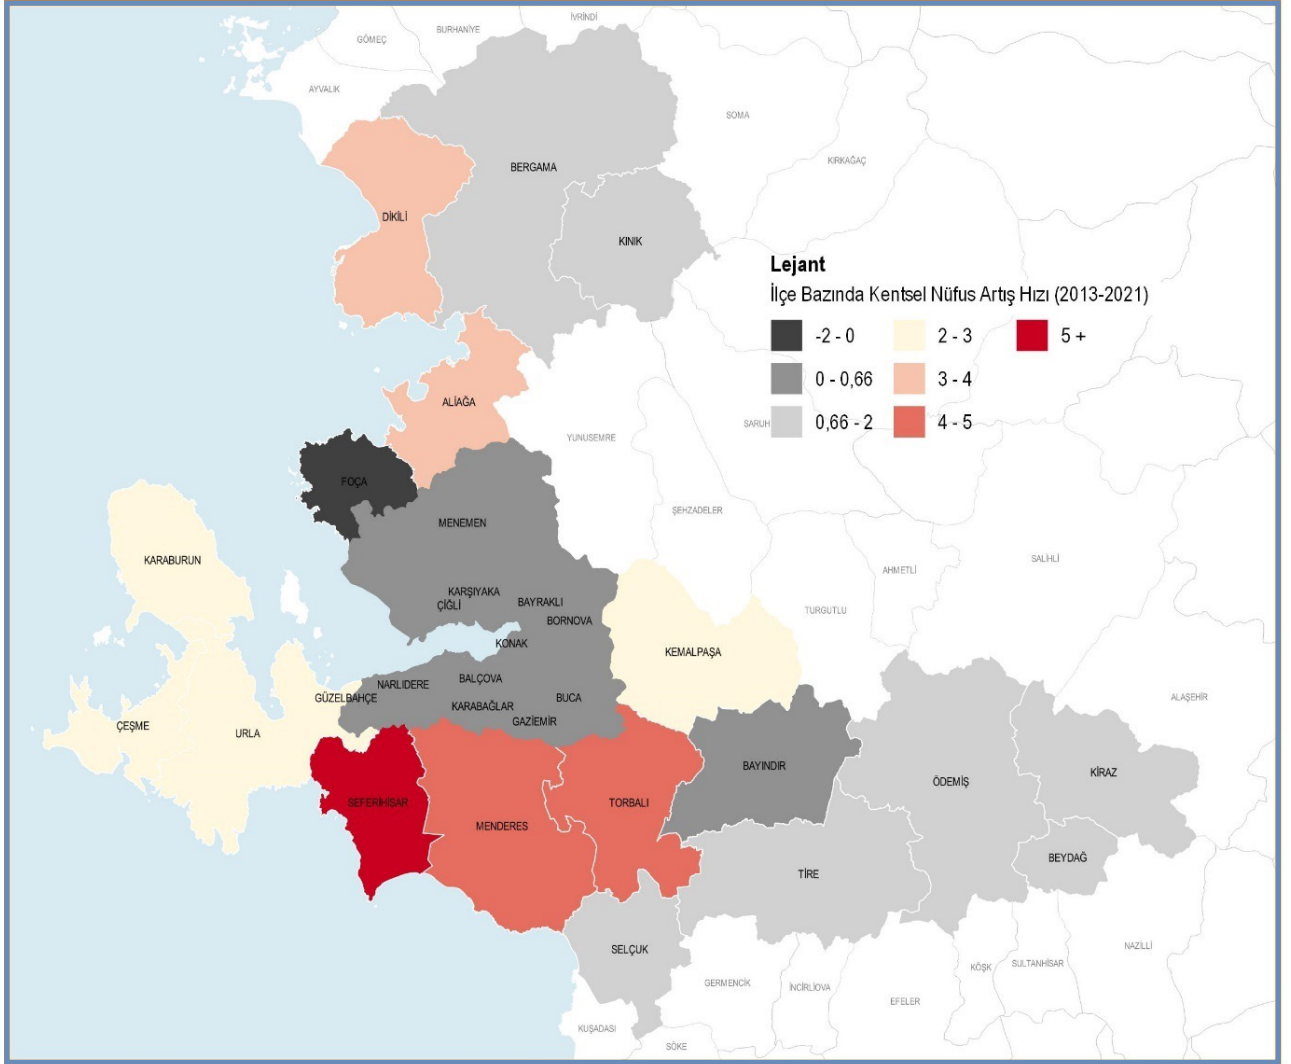 İVRİNDİ
BURHANİYE
GÖMEÇ
AYVALIK
SOMA
KIRKAĞAÇ
BERGAMA
DİKİLİ
KINIK
Lejant
İlçe Bazında Kentsel Nüfus Artış Hızı (2013-2021)
-2 - 0
2 - 3
5 +
0 - 0,66
3 - 4
0,66 - 2
4 - 5
ALİAĞA
SARUH
YUNUSEMRE
FOÇA
ŞEHZADELER
MENEMEN
KARABURUN
SALİHLİ
AHMETLİ
KARŞIYAKA
ÇİĞLİ
BAYRAKLI
TURGUTLU
BORNOVA
KONAK
KEMALPAŞA
BALÇOVA
NARLIDERE
GÜZELBAHÇE
BUCA
ALAŞEHİR
KARABAĞLAR
GAZİEMİR
ÇEŞME
URLA
BAYINDIR
KİRAZ
ÖDEMİŞ
SEFERİHİSAR
TORBALI
MENDERES
BEYDAĞ
TİRE
SELÇUK
NAZİLLİ
SULTANHİSAR
KÖŞK
GERMENCİK
İNCİRLİOVA
EFELER
KUŞADASI
SÖKE